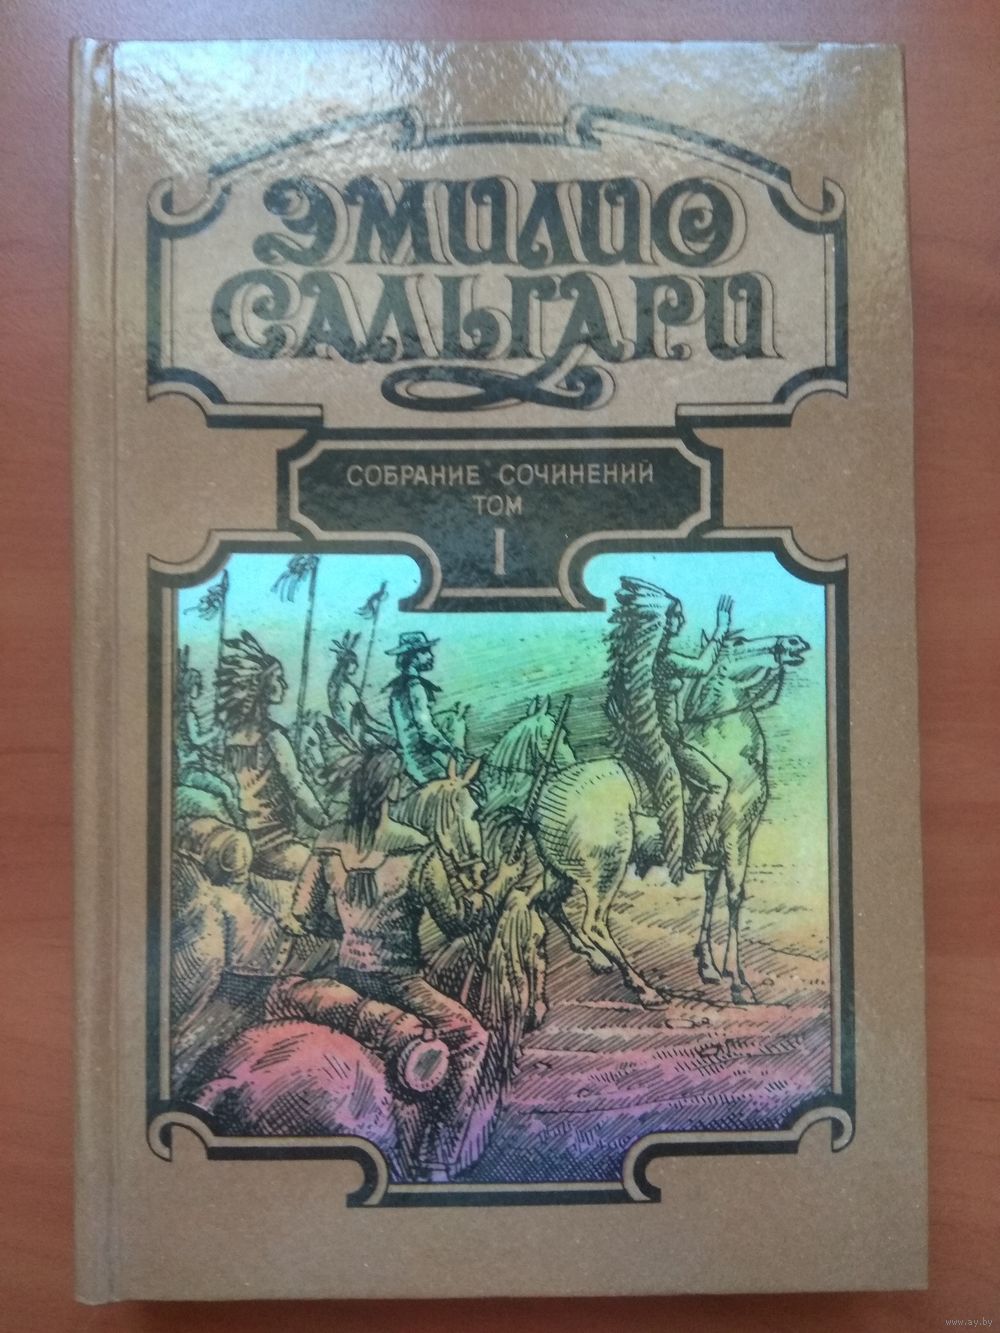 ЭМИЛИО
САЛЬГАРИ
СОБРАНИЕ СОЧИНЕНИЙ
ТОМ
I
www.ay.by